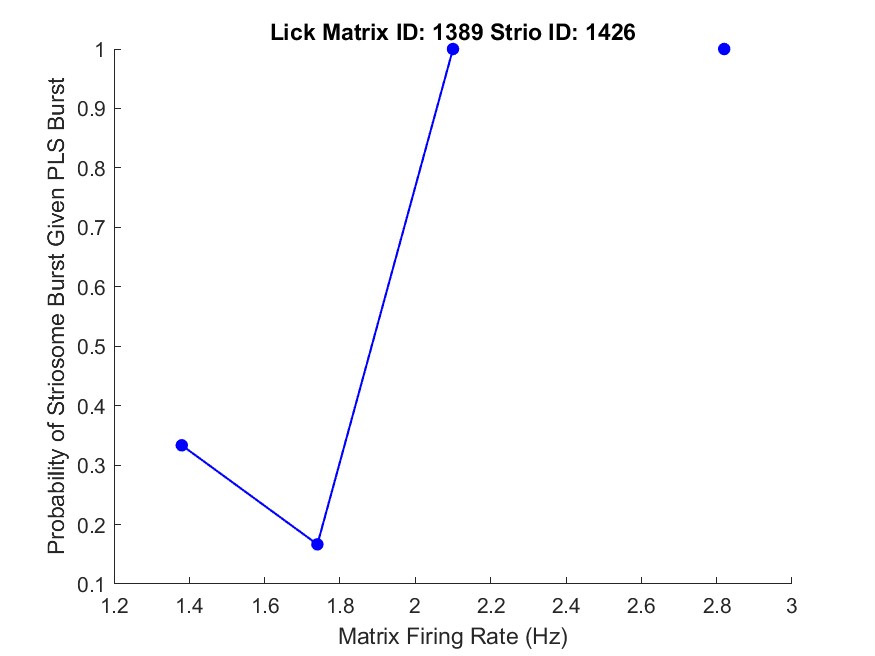 Lick Matrix ID: 1389 Strio ID: 1426
Probability of Striosome Burst Given PLS Burst
1
0.9
0.8
0.7
0.6
0.5
0.4
0.3
0.2
0.1
1.2 1.4 1.6 1.8 2 2.2 2.4 2.6 2.8 3
Matrix Firing Rate (Hz)